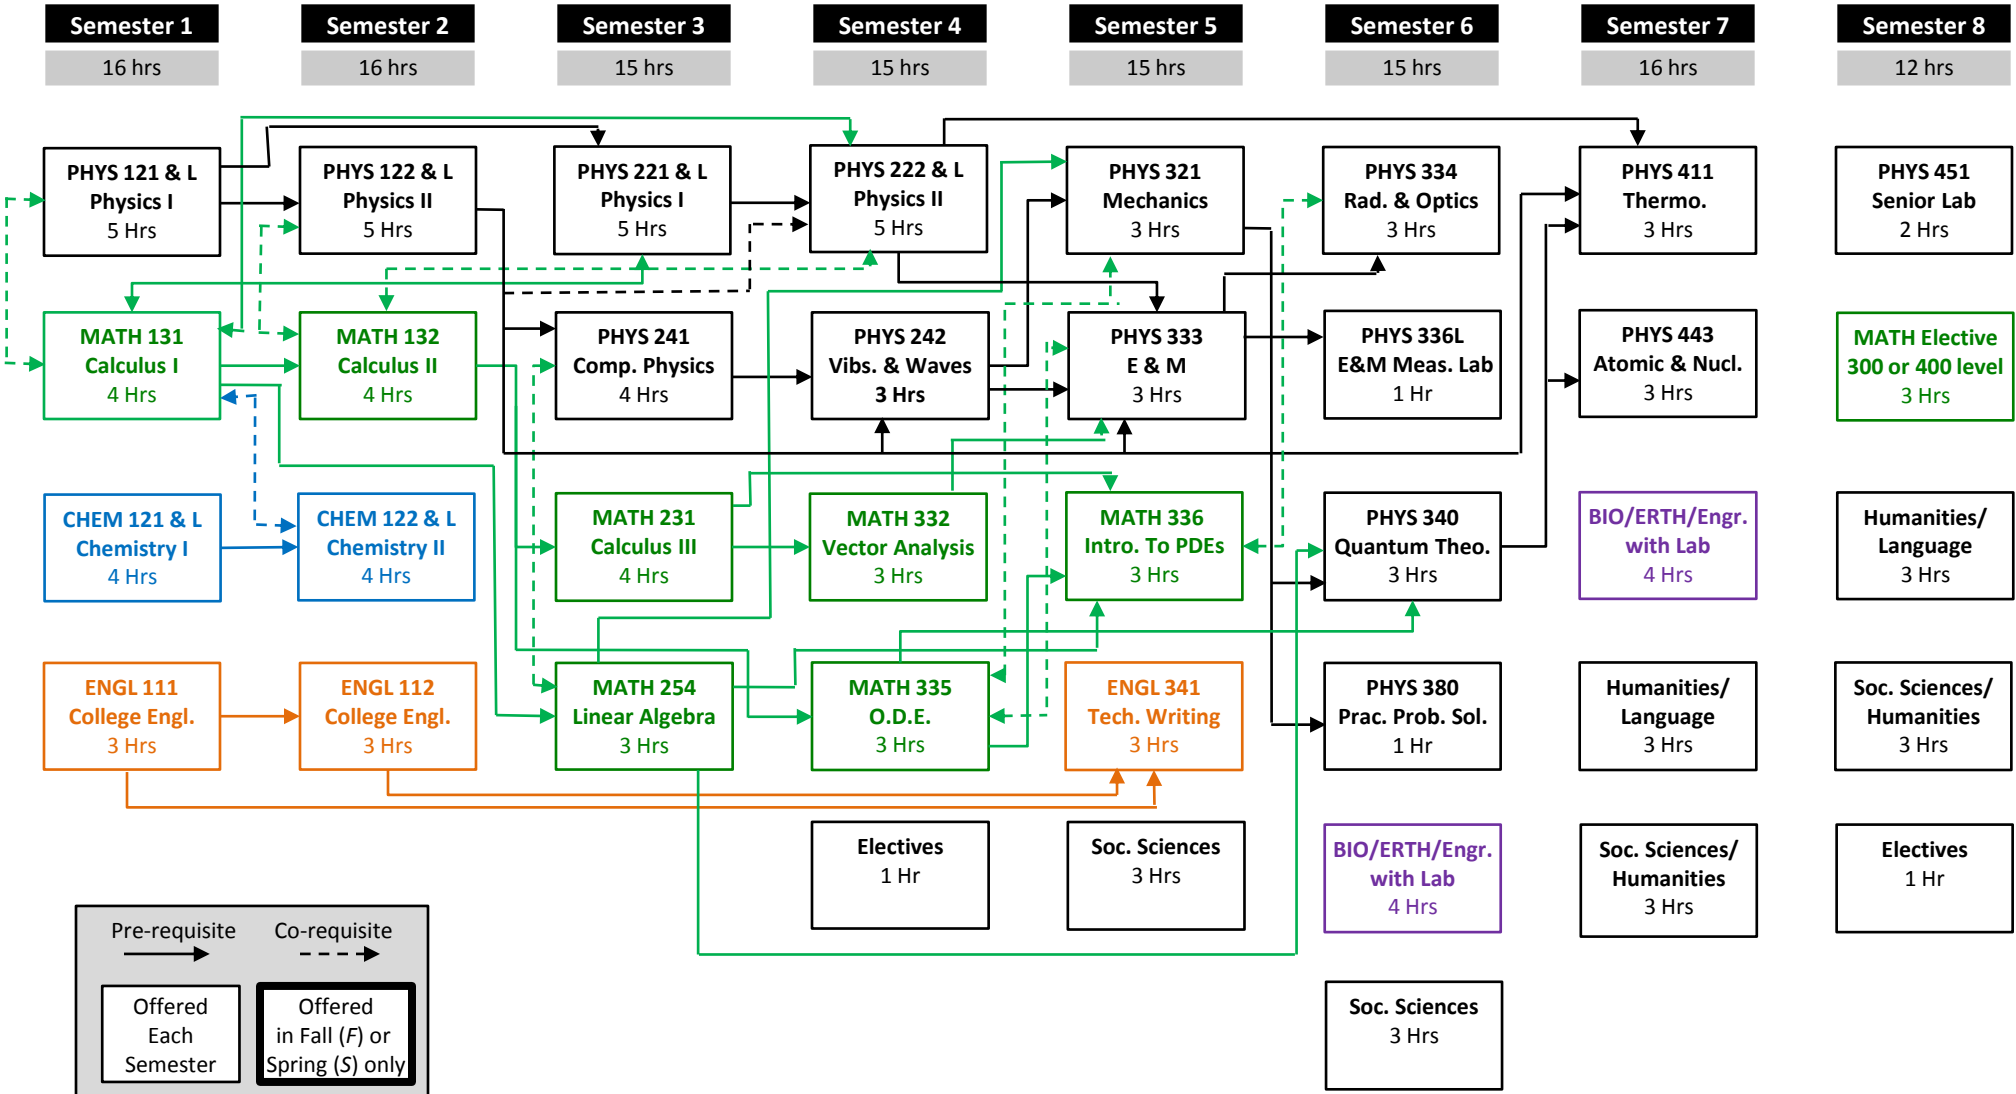 Semester 1
16 hrs
Semester 2
16 hrs
Semester 3
15 hrs
Semester 4
15 hrs
Semester 5
15 hrs
Semester 6
15 hrs
Semester 7
16 hrs
Semester 8
12 hrs
PHYS 121 & L
Physics I
5 Hrs
PHYS 122 & L
Physics II
5 Hrs
PHYS 221 & L
Physics I
5 Hrs
PHYS 222 & L
Physics II
5 Hrs
PHYS 321
Mechanics
3 Hrs
PHYS 334
Rad. & Optics
3 Hrs
PHYS 411
Thermo.
3 Hrs
PHYS 451
Senior Lab
2 Hrs
MATH 131
Calculus I
4 Hrs
MATH 132
Calculus II
4 Hrs
PHYS 241
Comp. Physics
4 Hrs
PHYS 242
Vibs. & Waves
3 Hrs
PHYS 333
E & M
3 Hrs
PHYS 336L
E&M Meas. Lab
1 Hr
PHYS 443
Atomic & Nucl.
3 Hrs
MATH Elective
300 or 400 level
3 Hrs
CHEM 121 & L
Chemistry I
4 Hrs
CHEM 122 & L
Chemistry II
4 Hrs
MATH 231
Calculus III
4 Hrs
MATH 332
Vector Analysis
3 Hrs
MATH 336
Intro. To PDEs
3 Hrs
PHYS 340
Quantum Theo.
3 Hrs
BIO/ERTH/Engr.
with Lab
4 Hrs
Humanities/
Language
3 Hrs
ENGL 111
College Engl.
3 Hrs
ENGL 112
College Engl.
3 Hrs
MATH 254
Linear Algebra
3 Hrs
MATH 335
O.D.E.
3 Hrs
ENGL 341
Tech. Writing
3 Hrs
PHYS 380
Prac. Prob. Sol.
1 Hr
Humanities/
Language
3 Hrs
Soc. Sciences/
Humanities
3 Hrs
Electives
1 Hr
Soc. Sciences
3 Hrs
BIO/ERTH/Engr.
with Lab
4 Hrs
Soc. Sciences/
Humanities
3 Hrs
Electives
1 Hr
Soc. Sciences
3 Hrs
Pre-requisite
Co-requisite
Offered
Each
Semester
Offered
in Fall (F) or
Spring (S) only